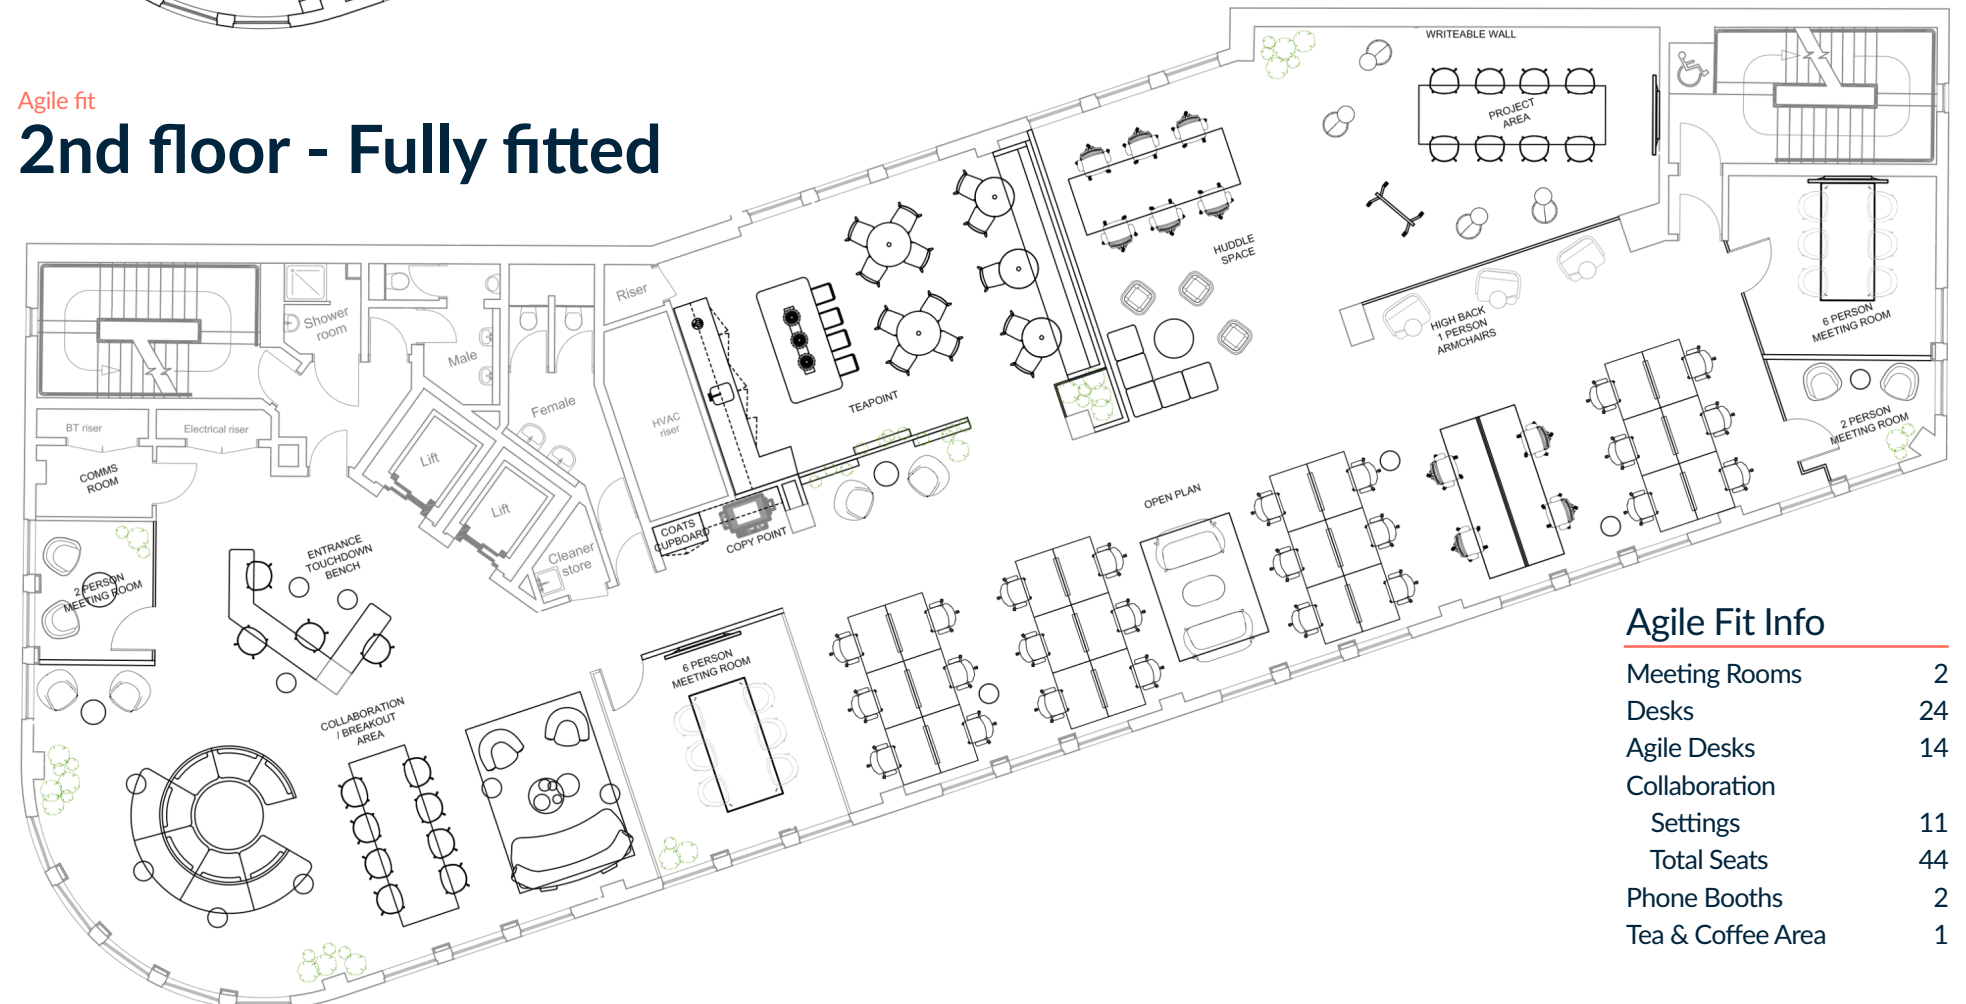 Agile fit
2nd floor - Fully fitted
WRITEABLE WALL
PROJECT
AREA
HUDDLE
SPACE
HIGH BACK
1 PERSON
ARMCHAIRS
6 PERSON
MEETING ROOM
2 PERSON
MEETING ROOM
Riser
Shower
room
Male
Female
HVAC
riser
TEAPOINT
BT riser
Electrical riser
COMMS
ROOM
Lift
Lift
COATS
CUPBOARD
COPY POINT
Cleaner
store
OPEN PLAN
ENTRANCE
TOUCHDOWN
BENCH
2 PERSON
MEETING ROOM
6 PERSON
MEETING ROOM
COLLABORATION
/ BREAKOUT
AREA
Agile Fit Info
Meeting Rooms 2
Desks 24
Agile Desks 14
Collaboration
Settings 11
Total Seats 44
Phone Booths 2
Tea & Coffee Area 1